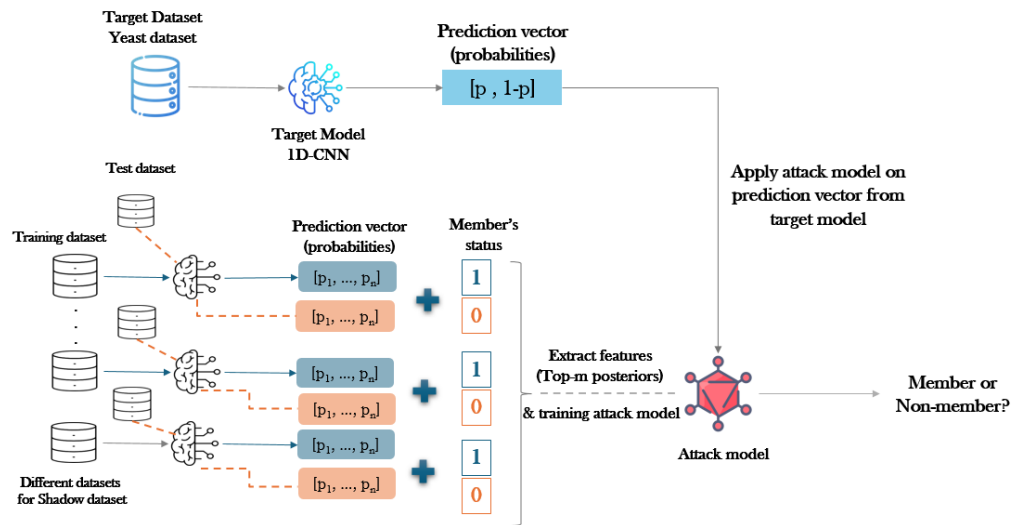 Target Dataset
Yeast dataset
Prediction vector
(probabilities)
[p , 1-p]
Target Model
1D-CNN
Test dataset
Apply attack model on
prediction vector from
target model
Training dataset
Prediction vector
(probabilities)
Member's
status
[p₁, ..., pₙ]
1
[p₁, ..., pₙ]
0
[p₁, ..., pₙ]
1
[p₁, ..., pₙ]
0
[p₁, ..., pₙ]
1
[p₁, ..., pₙ]
0
Different datasets
for Shadow dataset
Extract features
(Top-m posteriors)
& training attack model
Attack model
Member or
Non-member?